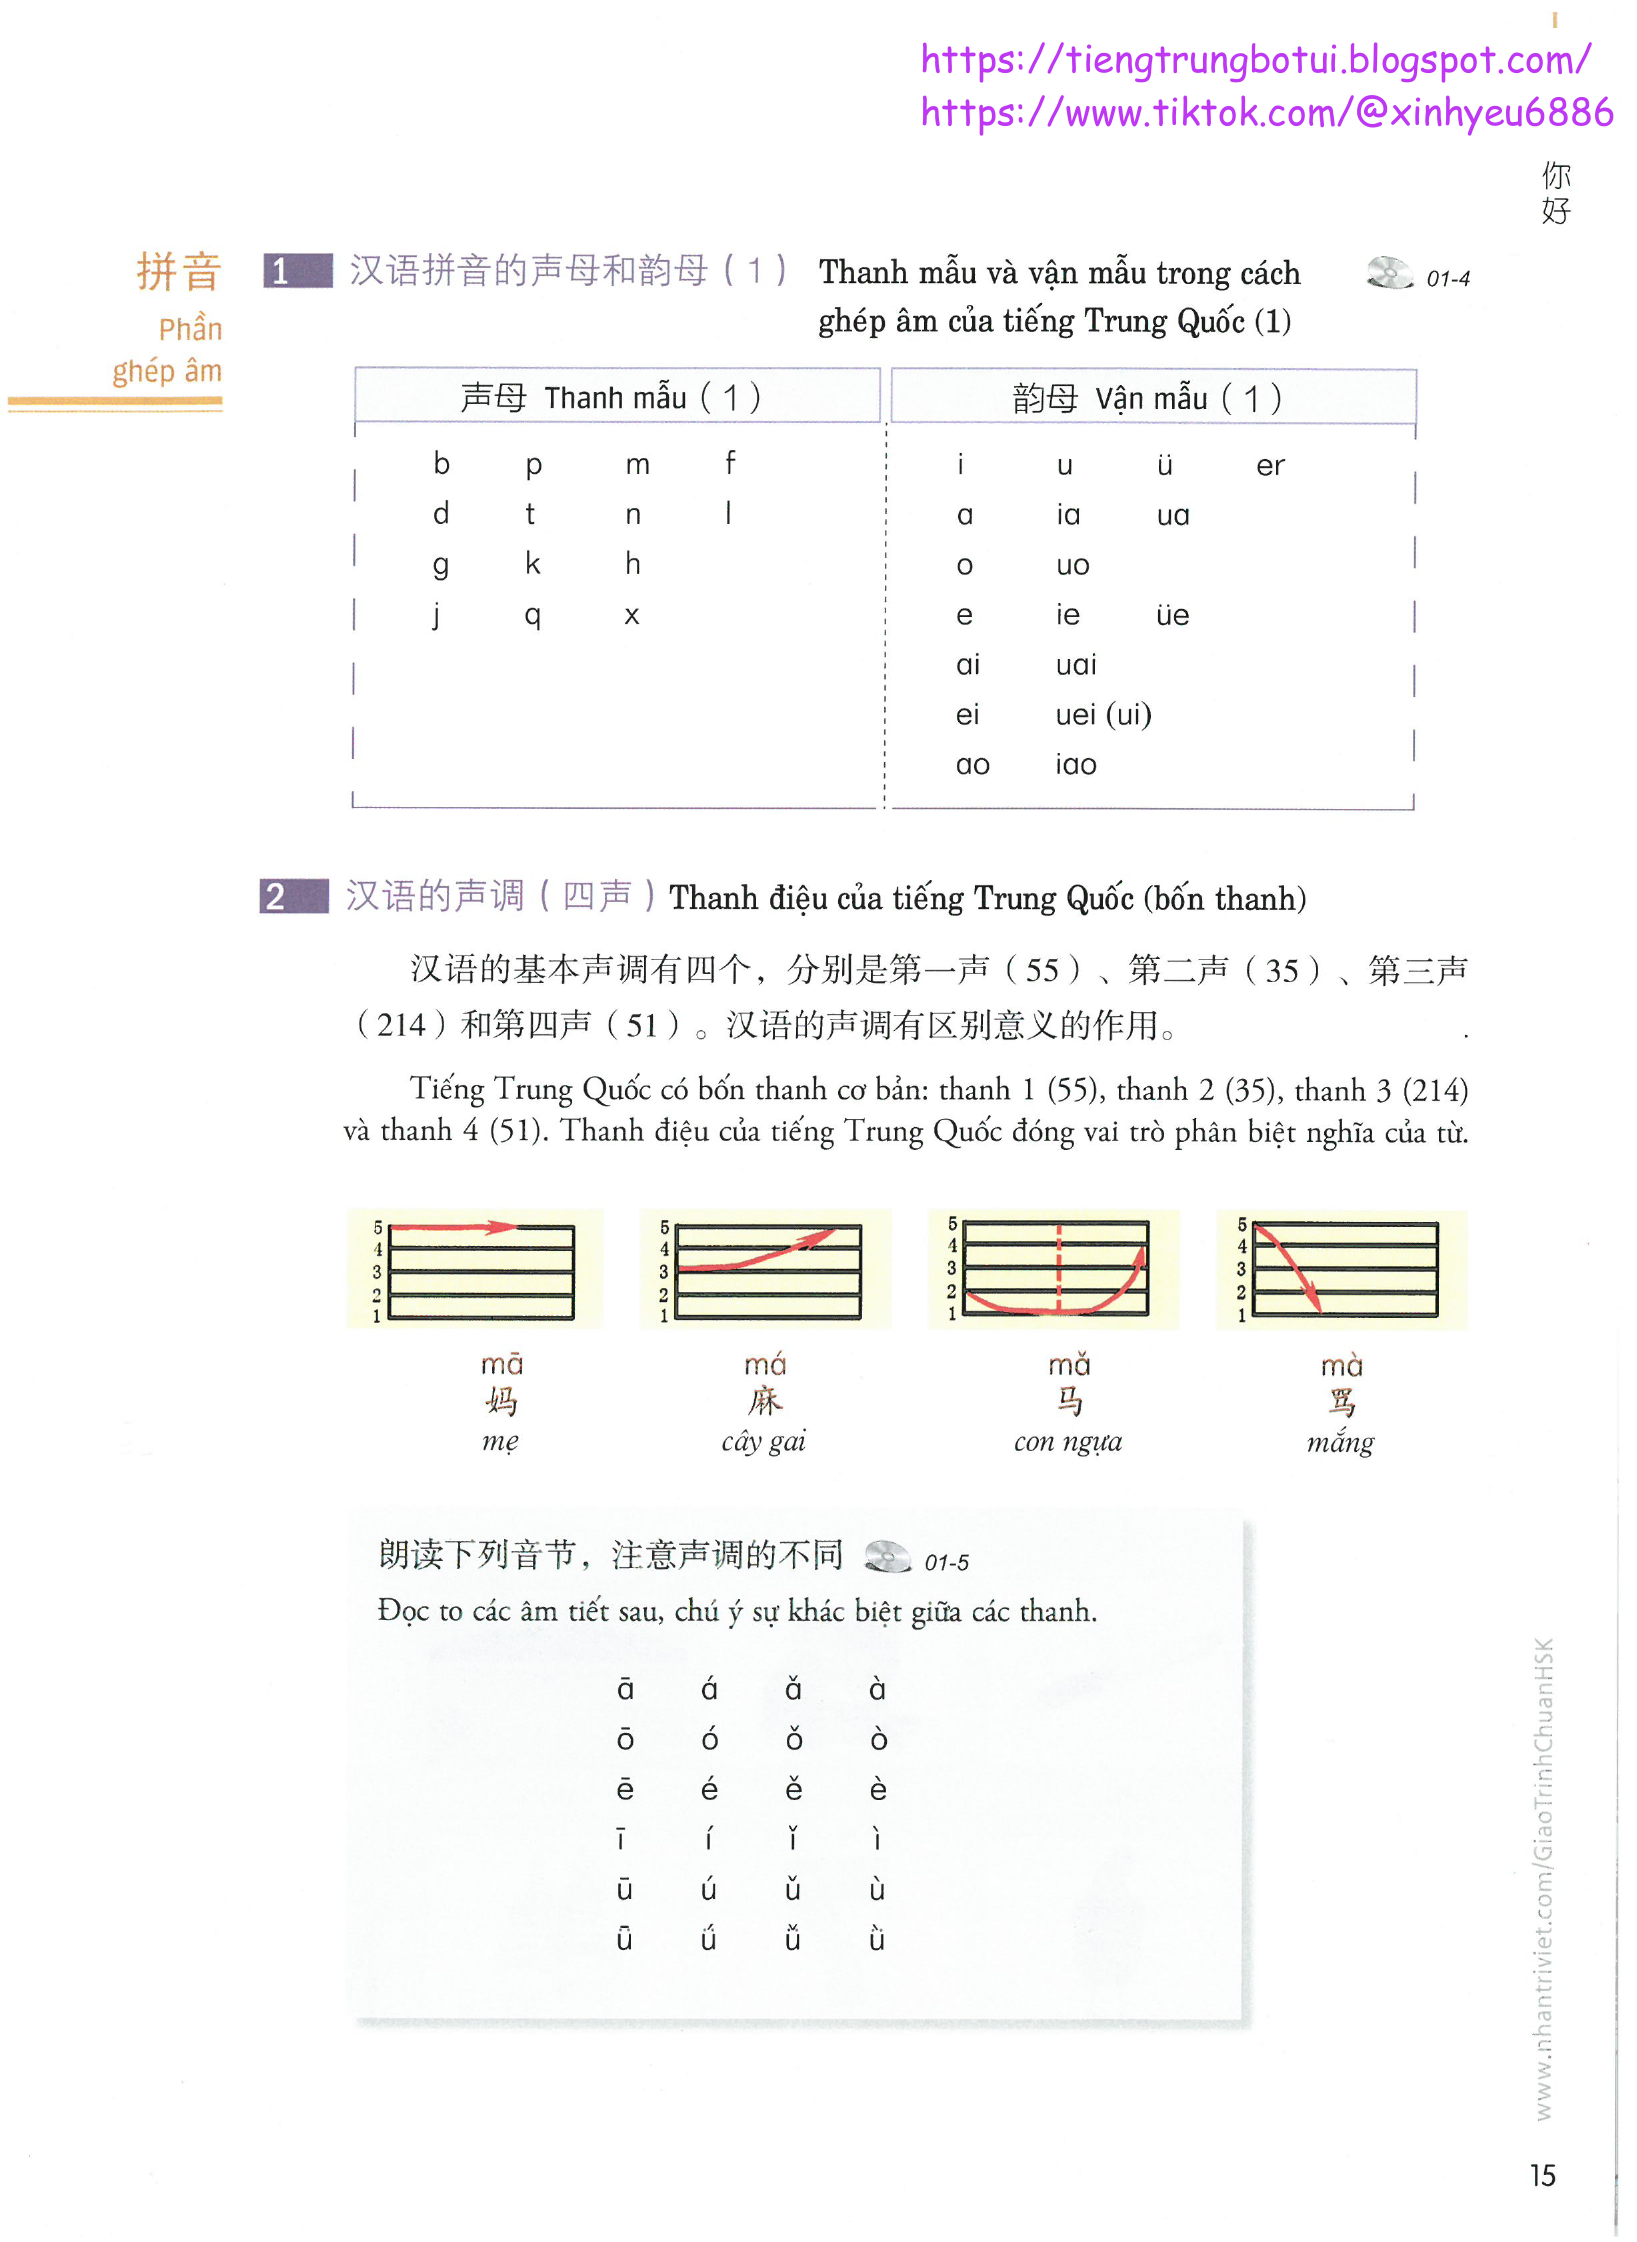 1
https://tiengtrungbotui.blogspot.com/
https://www.tiktok.com/@xinhyeu6886
你好
拼音
Phần
ghép âm
1 汉语拼音的声母和韵母（1） Thanh mẫu và vận mẫu trong cách 01-4
ghép âm của tiếng Trung Quốc (1)
声母 Thanh mẫu（1） 韵母 Vận mẫu（1）
b p m f i u ü er
d t n l a ia ua
g k h o uo
j q x e ie üe
ai uai
ei uei (ui)
ao iao
2 汉语的声调（四声）Thanh điệu của tiếng Trung Quốc (bốn thanh)
汉语的基本声调有四个，分别是第一声（55）、第二声（35）、第三声
（214）和第四声（51）。汉语的声调有区别意义的作用。
Tiếng Trung Quốc có bốn thanh cơ bản: thanh 1 (55), thanh 2 (35), thanh 3 (214)
và thanh 4 (51). Thanh điệu của tiếng Trung Quốc đóng vai trò phân biệt nghĩa của từ.
5 5 5 5
4 4 4 4
3 3 3 3
2 2 2 2
1 1 1 1
mā má mǎ mà
妈 麻 马 骂
mẹ cây gai con ngựa mắng
朗读下列音节，注意声调的不同 01-5
Đọc to các âm tiết sau, chú ý sự khác biệt giữa các thanh.
ā á ǎ à
ō ó ǒ ò
ē é ě è
ī í ǐ ì
ū ú ǔ ù
ǖ ǘ ǚ ǜ
www.nhantriviet.com/GiaoTrinhChuanHSK
15